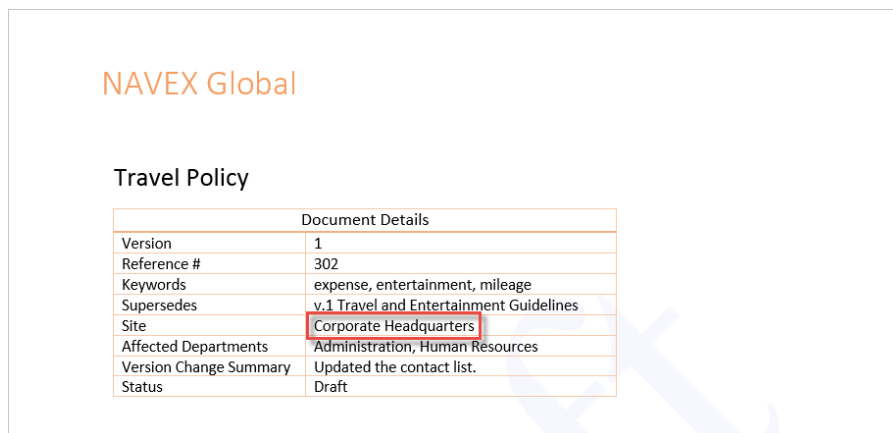 NAVEX Global
Travel Policy
Document Details
Version 1
Reference # 302
Keywords expense, entertainment, mileage
Supersedes v.1 Travel and Entertainment Guidelines
Site Corporate Headquarters
Affected Departments Administration, Human Resources
Version Change Summary Updated the contact list.
Status Draft